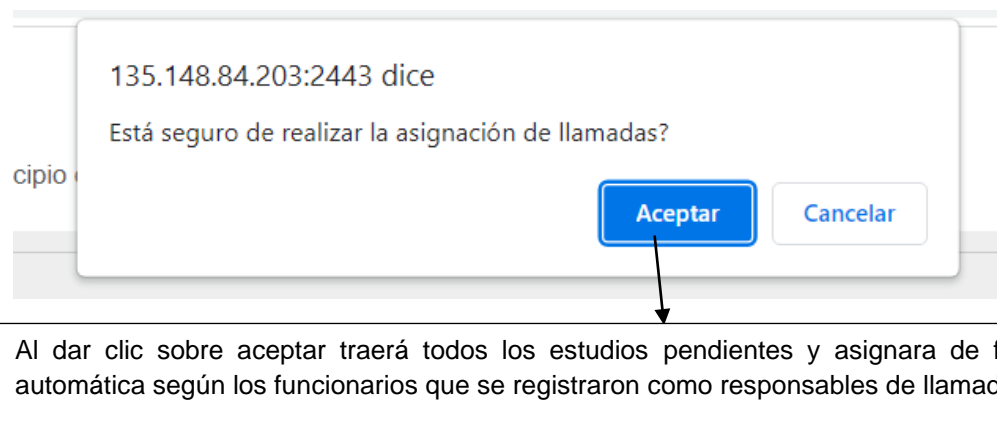 135.148.84.203:2443 dice
Está seguro de realizar la asignación de llamadas?
cipio
Aceptar Cancelar
Al dar clic sobre aceptar traerá todos los estudios pendientes y asignara de f
automática según los funcionarios que se registraron como responsables de llamad